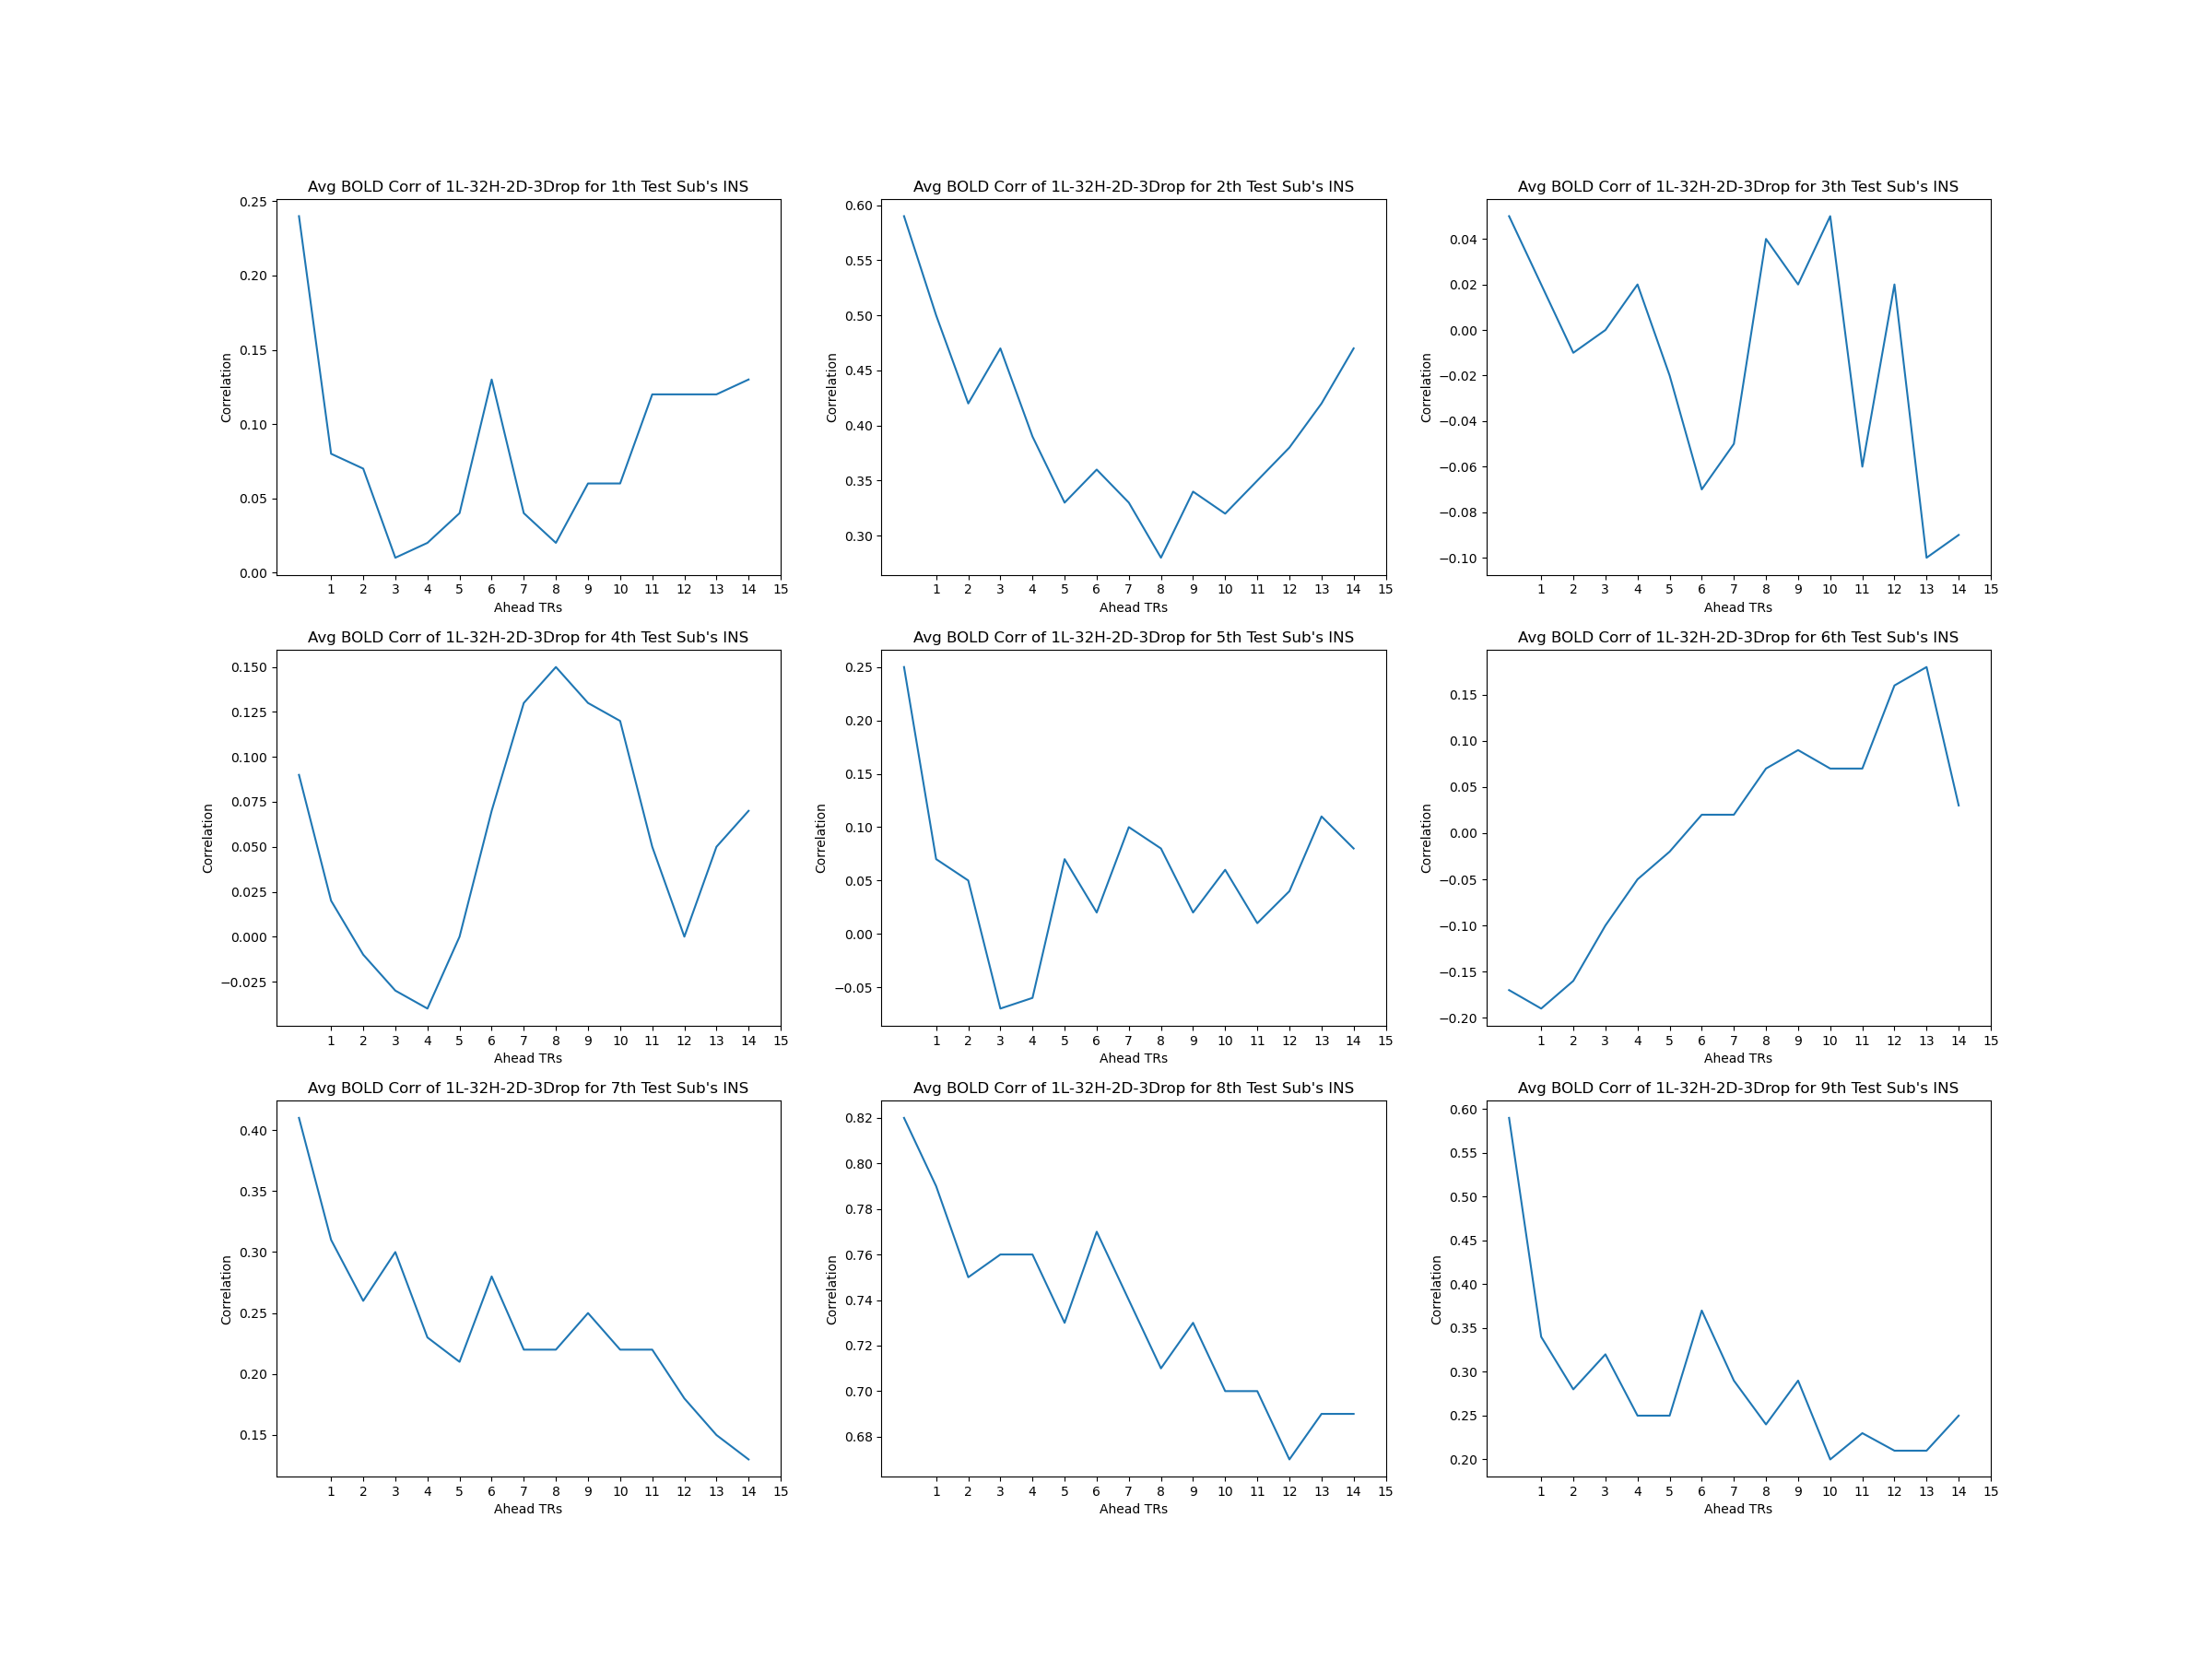 Avg BOLD Corr of 1L-32H-2D-3Drop for 1th Test Sub's INS
0.25
0.20
0.15
0.10
0.05
0.00
Correlation
1 2 3 4 5 6 7 8 9 10 11 12 13 14 15
Ahead TRs
Avg BOLD Corr of 1L-32H-2D-3Drop for 2th Test Sub's INS
0.60
0.55
0.50
0.45
0.40
0.35
0.30
Correlation
1 2 3 4 5 6 7 8 9 10 11 12 13 14 15
Ahead TRs
Avg BOLD Corr of 1L-32H-2D-3Drop for 3th Test Sub's INS
0.04
0.02
0.00
−0.02
−0.04
−0.06
−0.08
−0.10
Correlation
1 2 3 4 5 6 7 8 9 10 11 12 13 14 15
Ahead TRs
Avg BOLD Corr of 1L-32H-2D-3Drop for 4th Test Sub's INS
0.150
0.125
0.100
0.075
0.050
0.025
0.000
−0.025
Correlation
1 2 3 4 5 6 7 8 9 10 11 12 13 14 15
Ahead TRs
Avg BOLD Corr of 1L-32H-2D-3Drop for 5th Test Sub's INS
0.25
0.20
0.15
0.10
0.05
0.00
−0.05
Correlation
1 2 3 4 5 6 7 8 9 10 11 12 13 14 15
Ahead TRs
Avg BOLD Corr of 1L-32H-2D-3Drop for 6th Test Sub's INS
0.15
0.10
0.05
0.00
−0.05
−0.10
−0.15
−0.20
Correlation
1 2 3 4 5 6 7 8 9 10 11 12 13 14 15
Ahead TRs
Avg BOLD Corr of 1L-32H-2D-3Drop for 7th Test Sub's INS
0.40
0.35
0.30
0.25
0.20
0.15
Correlation
1 2 3 4 5 6 7 8 9 10 11 12 13 14 15
Ahead TRs
Avg BOLD Corr of 1L-32H-2D-3Drop for 8th Test Sub's INS
0.82
0.80
0.78
0.76
0.74
0.72
0.70
0.68
Correlation
1 2 3 4 5 6 7 8 9 10 11 12 13 14 15
Ahead TRs
Avg BOLD Corr of 1L-32H-2D-3Drop for 9th Test Sub's INS
0.60
0.55
0.50
0.45
0.40
0.35
0.30
0.25
0.20
Correlation
1 2 3 4 5 6 7 8 9 10 11 12 13 14 15
Ahead TRs